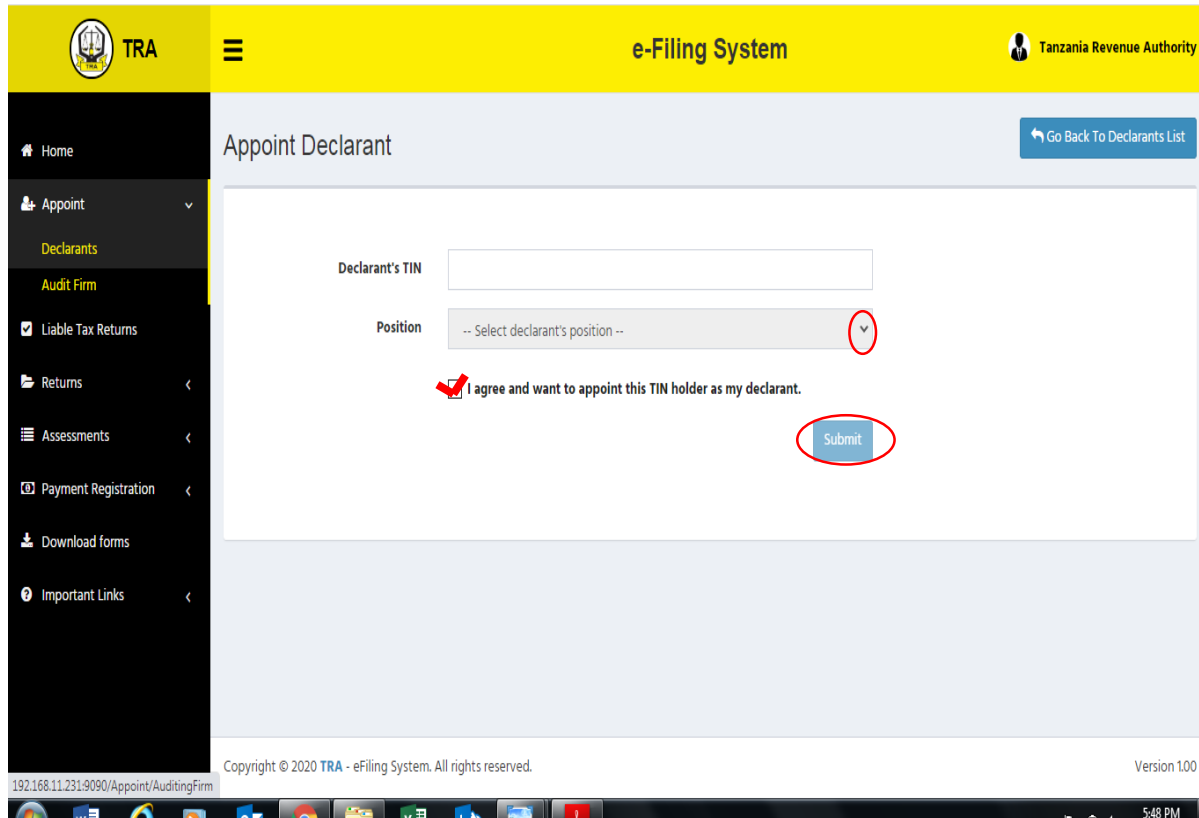 TRA
e-Filing System
Tanzania Revenue Authority
Home
Appoint
Declarants
Audit Firm
Liable Tax Returns
Returns
Assessments
Payment Registration
Download forms
Important Links
Appoint Declarant
Go Back To Declarants List
Declarant's TIN
Position
-- Select declarant's position --
I agree and want to appoint this TIN holder as my declarant.
Submit
Copyright © 2020 TRA - eFiling System. All rights reserved.
Version 1.00
192.168.11.231:9090/Appoint/AuditingFirm
5:48 PM